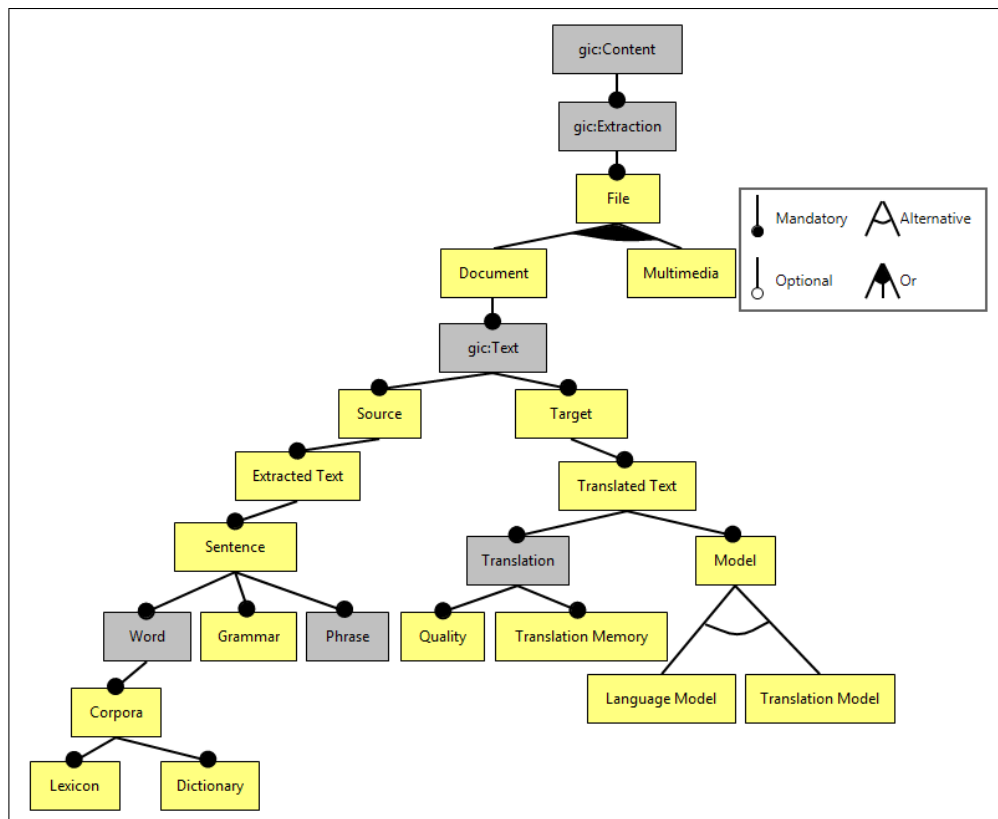 gic:Content
gic:Extraction
File
Mandatory
Alternative
Optional
Or
Document
Multimedia
gic:Text
Source
Target
Extracted Text
Translated Text
Sentence
Translation
Model
Word
Grammar
Phrase
Quality
Translation Memory
Corpora
Language Model
Translation Model
Lexicon
Dictionary